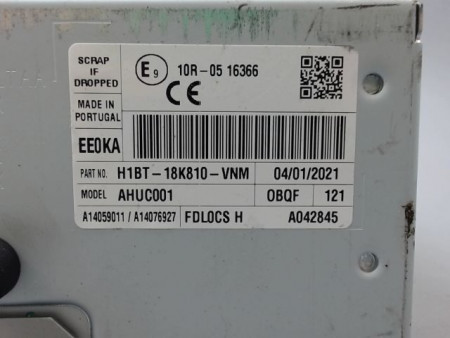 SCRAP
IF
DROPPED
E9 10R-05 16366
CE
MADE IN
PORTUGAL
EE0KA
PART NO. H1BT-18K810-VNM 04/01/2021
MODEL AHUC001 OBQF 121
A14059011 / A14076927 FDLOCS H A042845